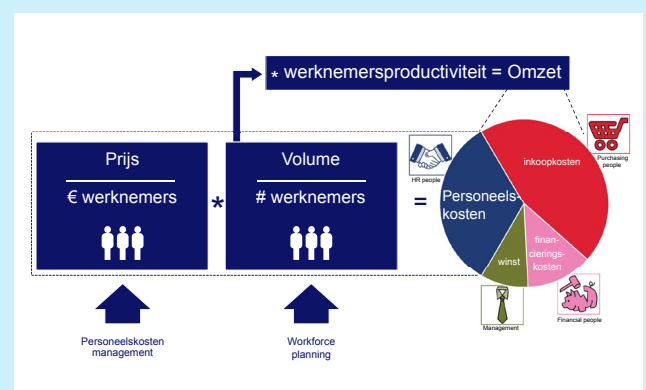 * werknemersproductiviteit = Omzet
Prijs
€ werknemers
*
Volume
# werknemers
=
HR people
Purchasing
people
inkoopkosten
Personeels-
kosten
finan-
cierings-
kosten
winst
Management
Financial people
Personeelskosten
management
Workforce
planning